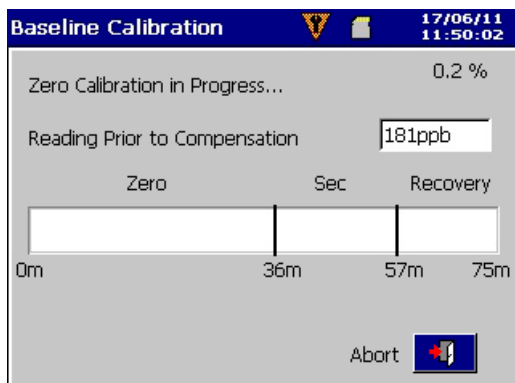 Baseline Calibration
17/06/11
11:50:02
0.2 %
Zero Calibration in Progress...
Reading Prior to Compensation 181ppb
Zero Sec Recovery
0m 36m 57m 75m
Abort